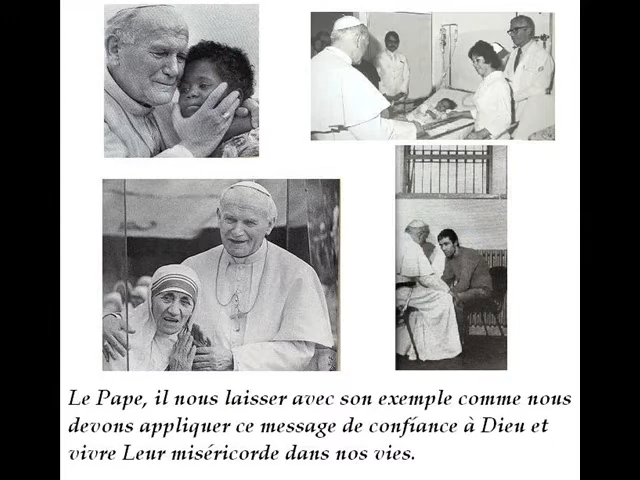 Le Pape, il nous laisser avec son exemple comme nous
devons appliquer ce message de confíance à Dieu et
vivre Leur miséricorde dans nos vies.